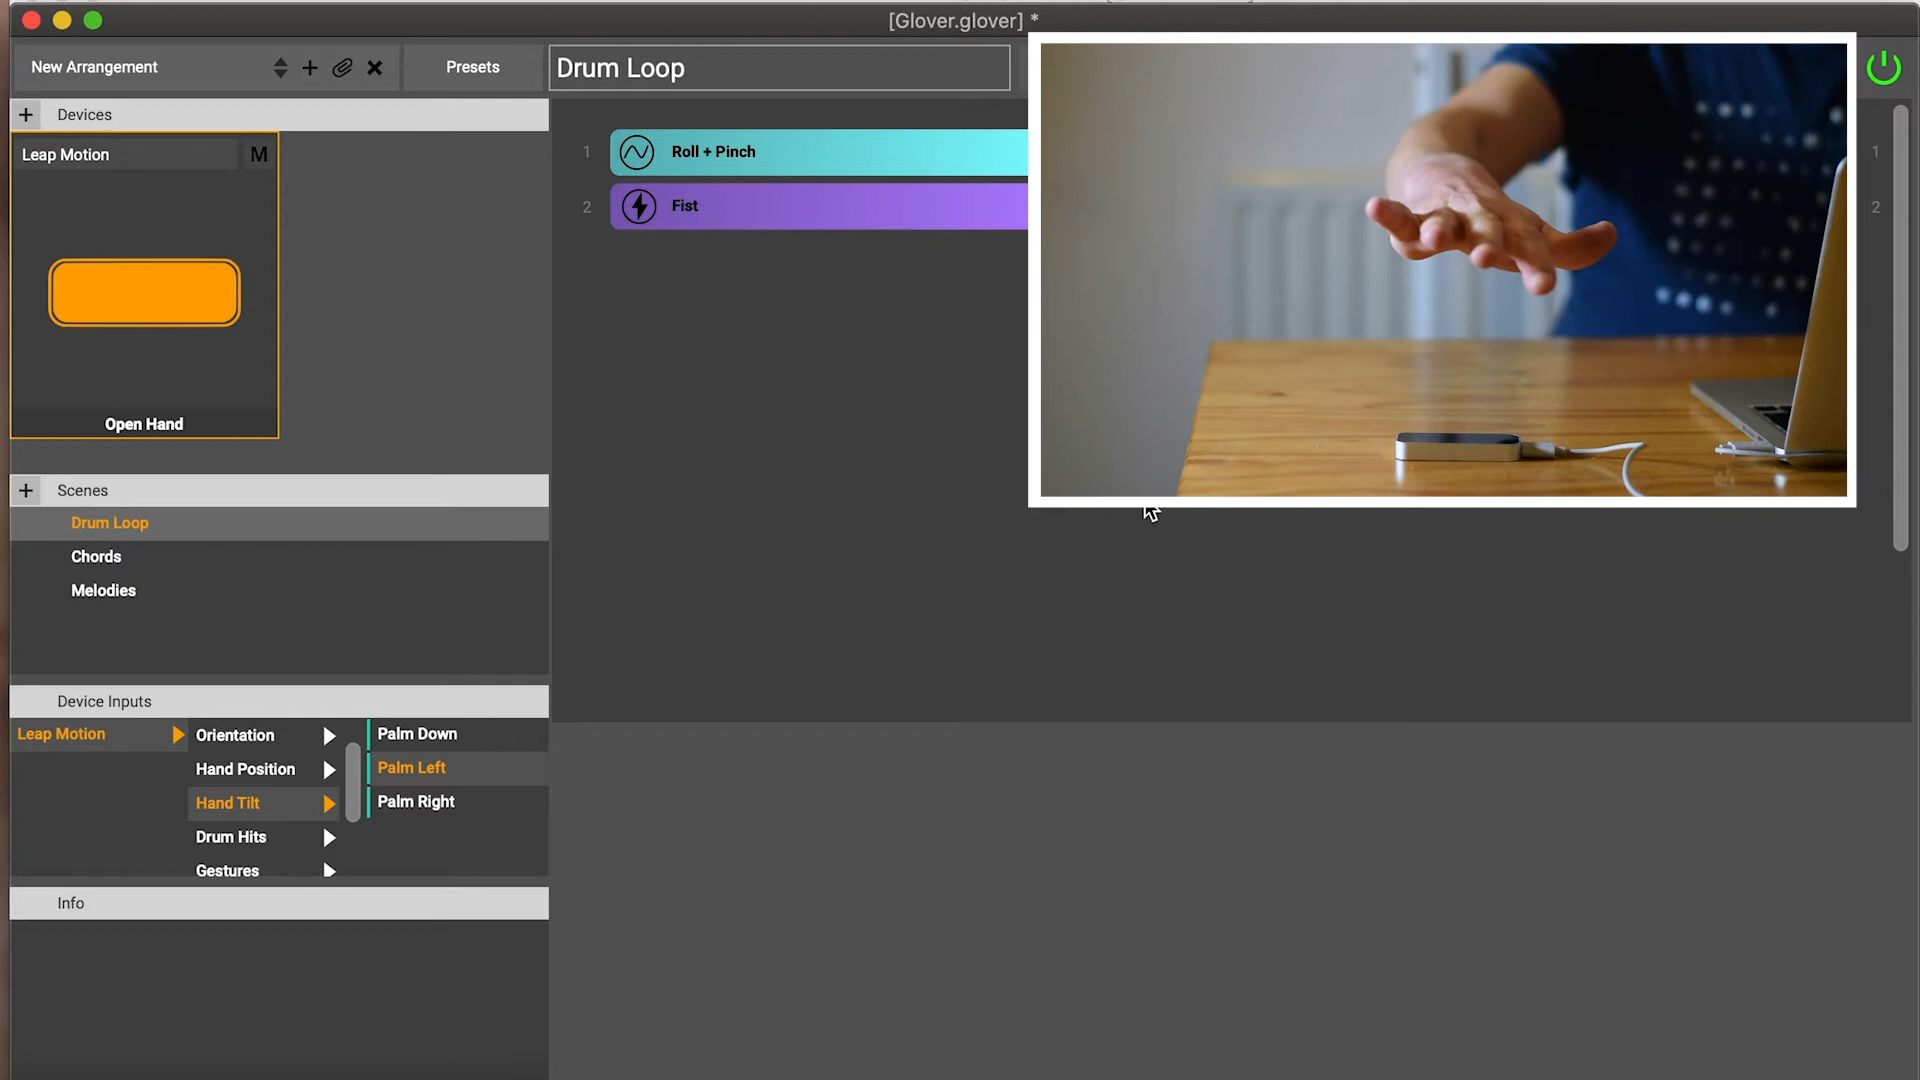 [Glover.glover] *
New Arrangement
Presets
Drum Loop
Devices
Leap Motion
M
Open Hand
1
Roll + Pinch
1
2
Fist
2
Scenes
Drum Loop
Chords
Melodies
Device Inputs
Leap Motion
Orientation
Hand Position
Hand Tilt
Drum Hits
Gestures
Palm Down
Palm Left
Palm Right
Info